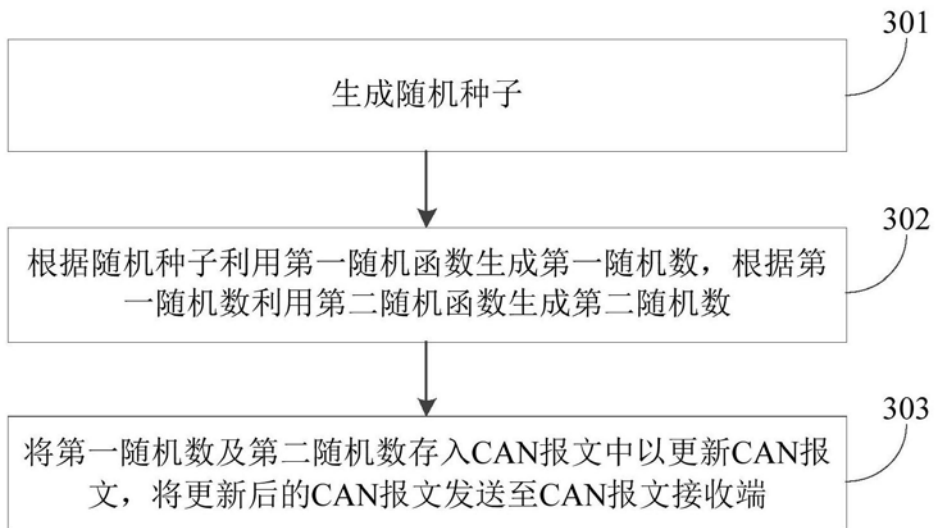 301
生成随机种子
302
根据随机种子利用第一随机函数生成第一随机数，根据第
一随机数利用第二随机函数生成第二随机数
303
将第一随机数及第二随机数存入CAN报文中以更新CAN报
文，将更新后的CAN报文发送至CAN报文接收端